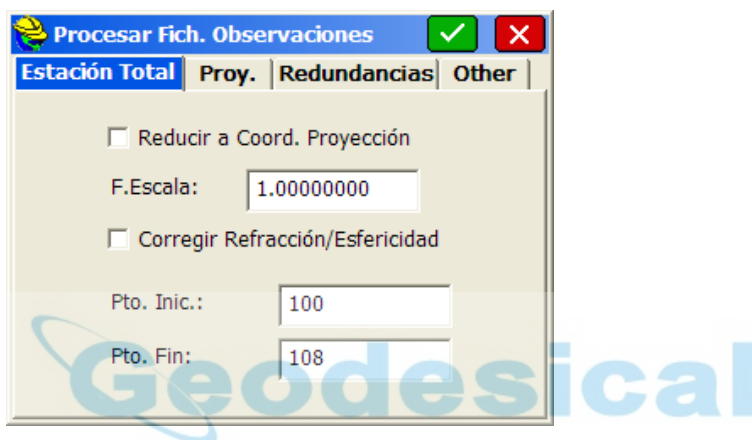 Procesar Fich. Observaciones
Estación Total Proy. Redundancias Other
Reducir a Coord. Proyección
F.Escala: 1.00000000
Corregir Refracción/Esfericidad
Pto. Inic.: 100
Pto. Fin: 108
Geodesical